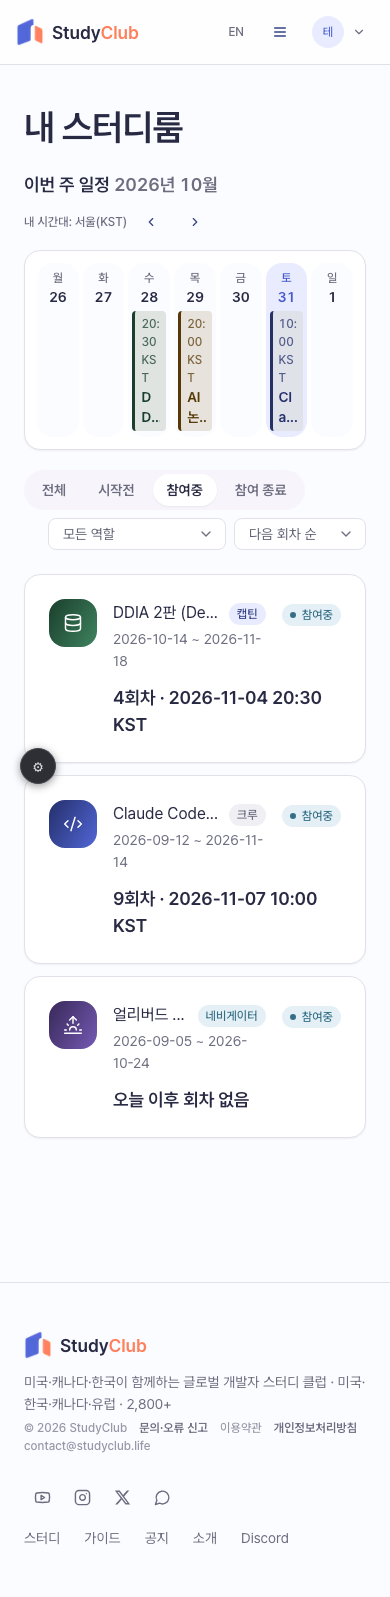 StudyClub
EN
테
내 스터디룸
이번 주 일정 2026년 10월
내 시간대: 서울(KST)
월 화 수 목 금 토 일
26 27 28 29 30 31 1
20:
30
KS
T
D
D..
20:
00
KS
T
AI
논..
10:
00
KS
T
Cl
a...
전체 시작전 참여중 참여 종료
모든 역할
다음 회차 순
DDIA 2판 (De... 캡틴 참여중
2026-10-14 ~ 2026-11-
18
4회차 · 2026-11-04 20:30
KST
Claude Code... 크루 참여중
2026-09-12 ~ 2026-11-
14
9회차 · 2026-11-07 10:00
KST
얼리버드 ... 네비게이터 참여중
2026-09-05 ~ 2026-
10-24
오늘 이후 회차 없음
StudyClub
미국·캐나다·한국이 함께하는 글로벌 개발자 스터디 클럽 · 미국·
한국·캐나다·유럽 · 2,800+
© 2026 StudyClub 문의·오류 신고 이용약관 개인정보처리방침
contact@studyclub.life
스터디 가이드 공지 소개 Discord